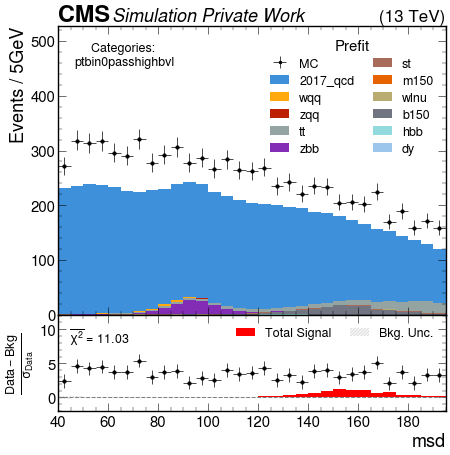 CMS Simulation Private Work (13 TeV)
Events / 5GeV
500
400
300
200
100
0
Categories:
ptbin0passhighbvl
Prefit
MC
2017_qcd
wqq
zqq
tt
zbb
st
m150
wlnu
b150
hbb
dy
Data − Bkg
σData
10
5
0
χ² = 11.03
Total Signal
Bkg. Unc.
40 60 80 100 120 140 160 180
msd